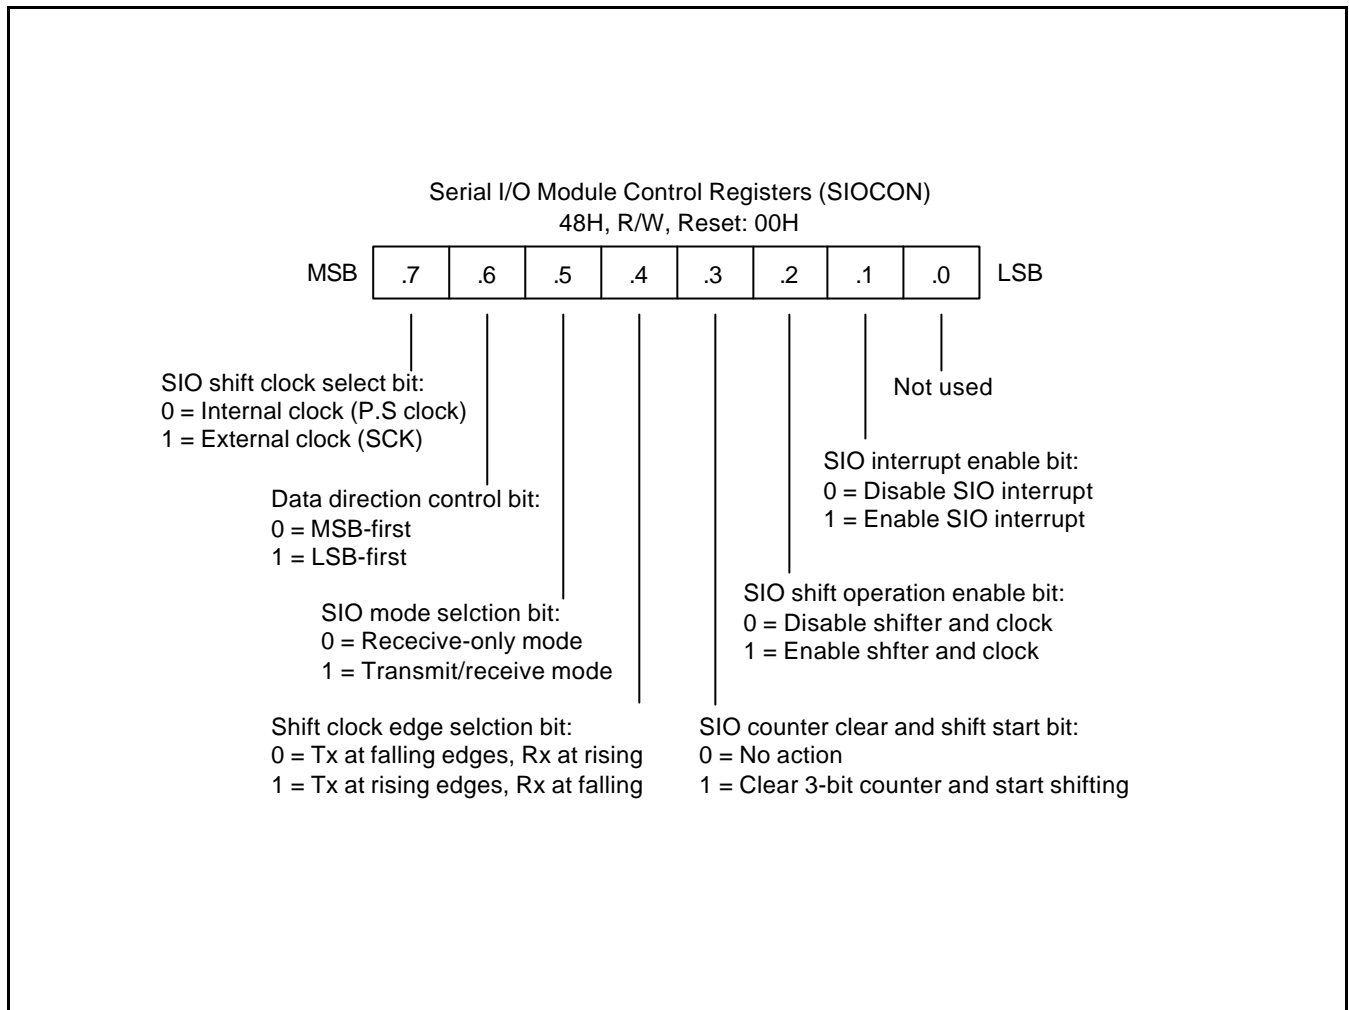 Serial I/O Module Control Registers (SIOCON)
48H, R/W, Reset: 00H
MSB .7 .6 .5 .4 .3 .2 .1 .0 LSB
SIO shift clock select bit:
0 = Internal clock (P.S clock)
1 = External clock (SCK)
Not used
SIO interrupt enable bit:
0 = Disable SIO interrupt
1 = Enable SIO interrupt
Data direction control bit:
0 = MSB-first
1 = LSB-first
SIO shift operation enable bit:
0 = Disable shifter and clock
1 = Enable shfter and clock
SIO mode selction bit:
0 = Rececive-only mode
1 = Transmit/receive mode
Shift clock edge selction bit:
0 = Tx at falling edges, Rx at rising
1 = Tx at rising edges, Rx at falling
SIO counter clear and shift start bit:
0 = No action
1 = Clear 3-bit counter and start shifting